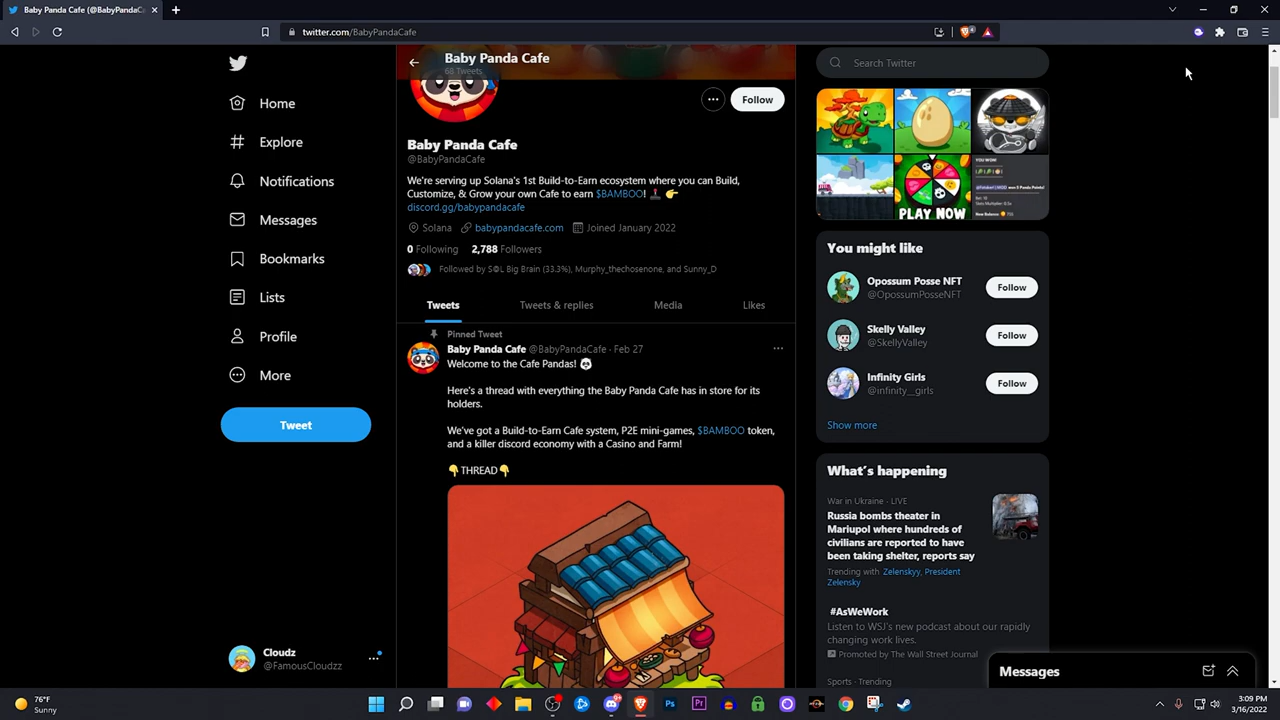 Baby Panda Cafe (@BabyPandaCa
twitter.com/BabyPandaCafe
4
Home
Explore
Notifications
Messages
Bookmarks
Lists
Profile
More
Tweet
Cloudz
@FamousCloudzz
Baby Panda Cafe
68 Tweets
Follow
Baby Panda Cafe
@BabyPandaCafe
We're serving up Solana's 1st Build-to-Earn ecosystem where you can Build,
Customize, & Grow your own Cafe to earn $BAMBOO! 🕹️ 👉
discord.gg/babypandacafe
Solana babypandacafe.com Joined January 2022
0 Following 2,788 Followers
Followed by S©L Big Brain (33.3%), Murphy_thechosenone, and Sunny_D
Tweets Tweets & replies Media Likes
Pinned Tweet
Baby Panda Cafe @BabyPandaCafe · Feb 27
Welcome to the Cafe Pandas! 🐼
Here's a thread with everything the Baby Panda Cafe has in store for its
holders.
We've got a Build-to-Earn Cafe system, P2E mini-games, $BAMBOO token,
and a killer discord economy with a Casino and Farm!
👇THREAD👇
Search Twitter
PLAY NOW
YOU WON!
You might like
Opossum Posse NFT
@OpossumPosseNFT
Follow
Skelly Valley
@SkellyValley
Follow
Infinity Girls
@infinity__girls
Follow
Show more
What's happening
War in Ukraine · LIVE
Russia bombs theater in
Mariupol where hundreds of
civilians are reported to have
been taking shelter, reports say
Trending with Zelenskyy, President
Zelensky
#AsWeWork
Listen to WSJ's new podcast about our rapidly
changing work lives.
Promoted by The Wall Street Journal
Sports · Trending
Messages
76°F
Sunny
Ps
Pr
3:09 PM
3/16/2022